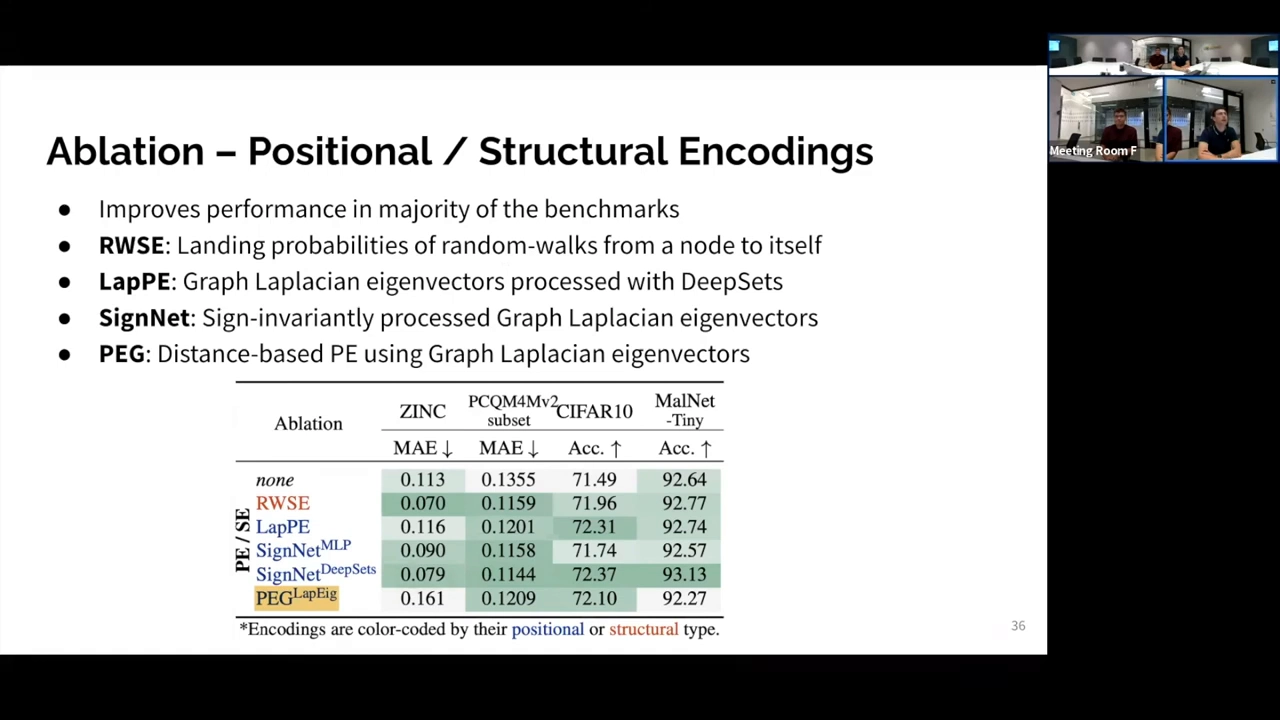 Ablation – Positional / Structural Encodings
● Improves performance in majority of the benchmarks
● RWSE: Landing probabilities of random-walks from a node to itself
● LapPE: Graph Laplacian eigenvectors processed with DeepSets
● SignNet: Sign-invariantly processed Graph Laplacian eigenvectors
● PEG: Distance-based PE using Graph Laplacian eigenvectors
Ablation ZINC PCQM4Mv2 subset CIFAR10 MalNet -Tiny
MAE ↓ MAE ↓ Acc. ↑ Acc. ↑
PE / SE
none 0.113 0.1355 71.49 92.64
RWSE 0.070 0.1159 71.96 92.77
LapPE 0.116 0.1201 72.31 92.74
SignNet^MLP 0.090 0.1158 71.74 92.57
SignNet^DeepSets 0.079 0.1144 72.37 93.13
PEG^LapEig 0.161 0.1209 72.10 92.27
*Encodings are color-coded by their positional or structural type.
36
Meeting Room F